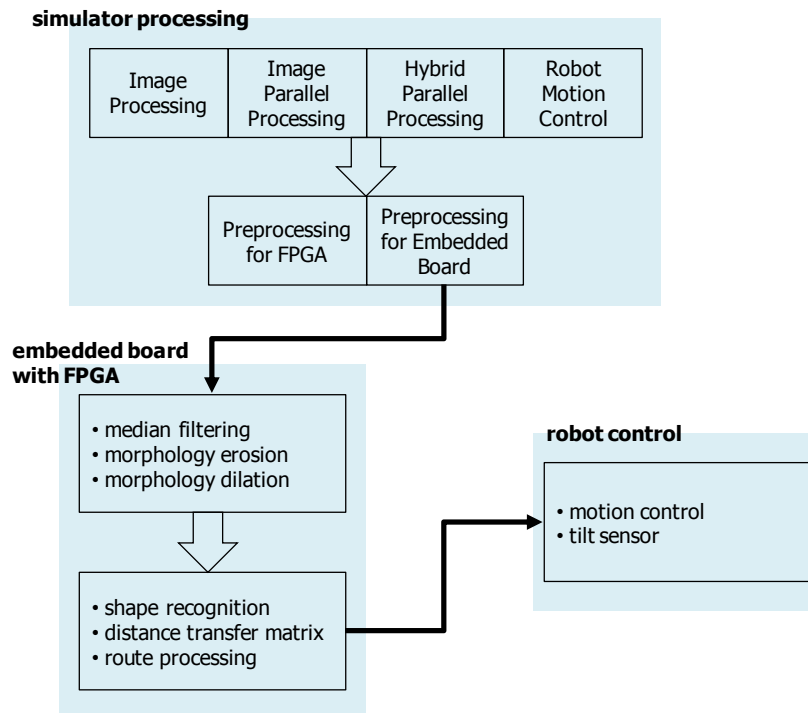 simulator processing
Image
Processing
Image
Parallel
Processing
Hybrid
Parallel
Processing
Robot
Motion
Control
Preprocessing
for FPGA
Preprocessing
for Embedded
Board
embedded board
with FPGA
• median filtering
• morphology erosion
• morphology dilation
• shape recognition
• distance transfer matrix
• route processing
robot control
• motion control
• tilt sensor